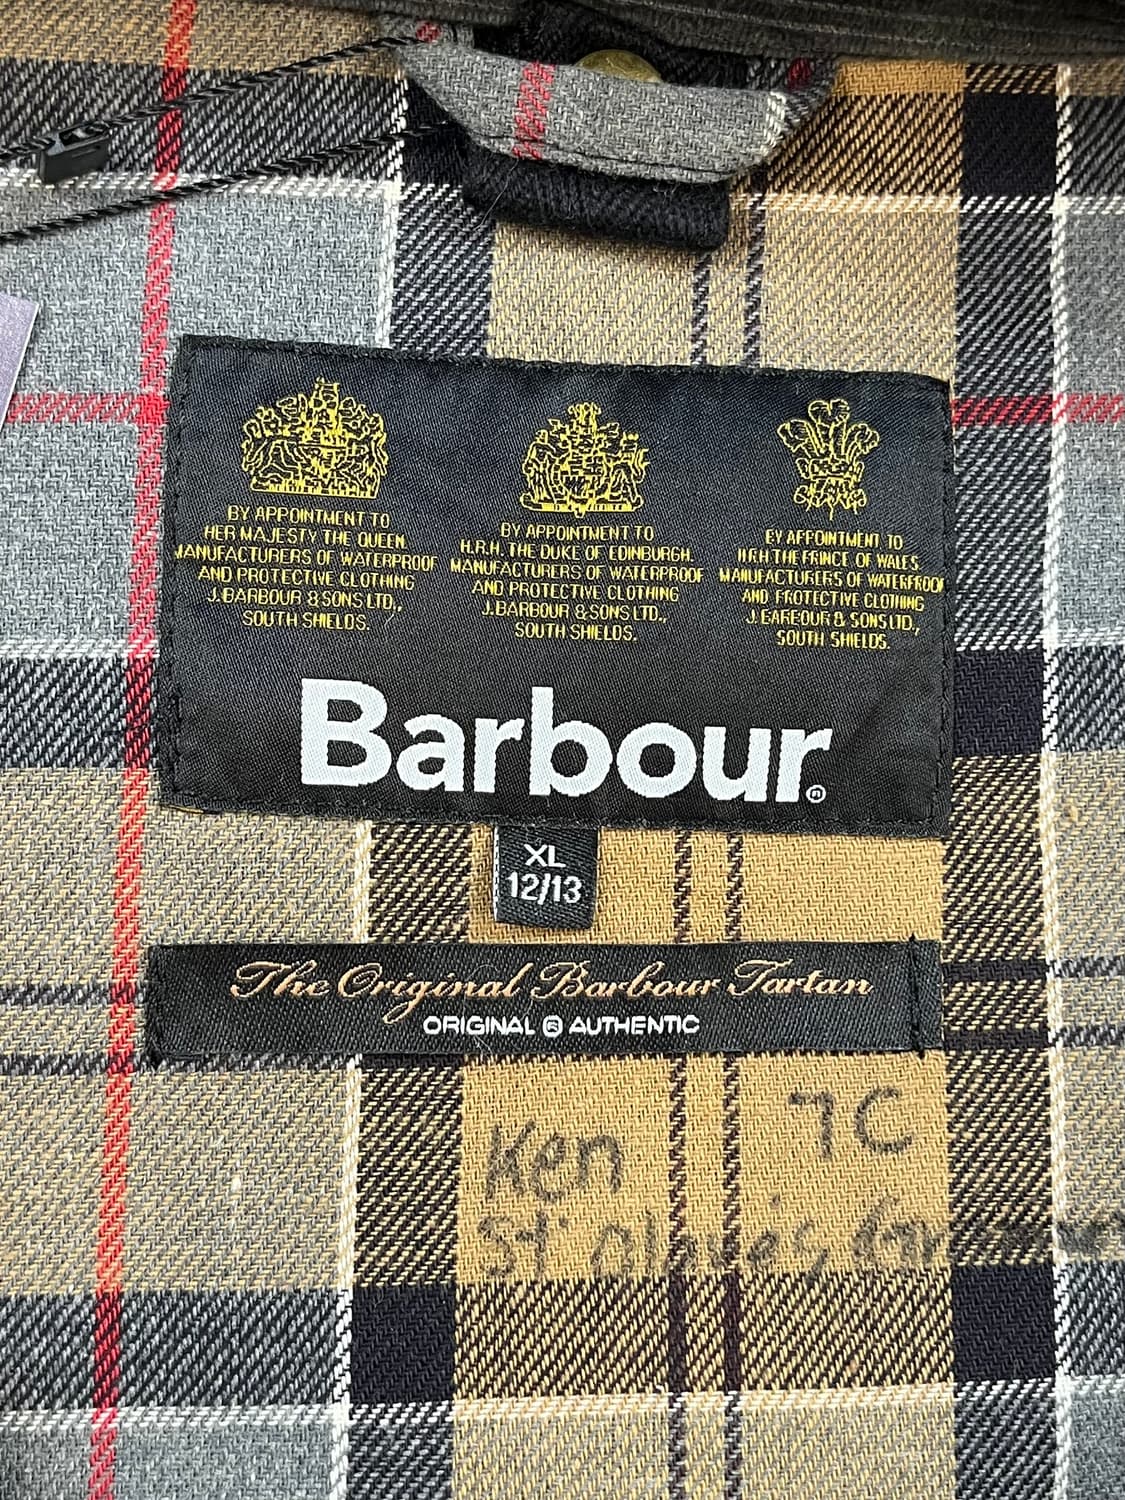 BY APPOINTMENT TO
HER MAJESTY THE QUEEN
MANUFACTURERS OF WATERPROOF
AND PROTECTIVE CLOTHING
J.BARBOUR & SONS LTD.,
SOUTH SHIELDS.
BY APPOINTMENT TO
H.R.H. THE DUKE OF EDINBURGH.
MANUFACTURERS OF WATERPROOF
AND PROTECTIVE CLOTHING
J.BARBOUR & SONS LTD.,
SOUTH SHIELDS.
BY APPOINTMENT TO
H.R.H THE PRINCE OF WALES
MANUFACTURERS OF WATERPROOF
AND PROTECTIVE CLOTHING
J. BARBOUR & SONS LTD.,
SOUTH SHIELDS.
Barbour®
XL
12/13
The Original Barbour Tartan
ORIGINAL ® AUTHENTIC
7C
Ken
St Olave's